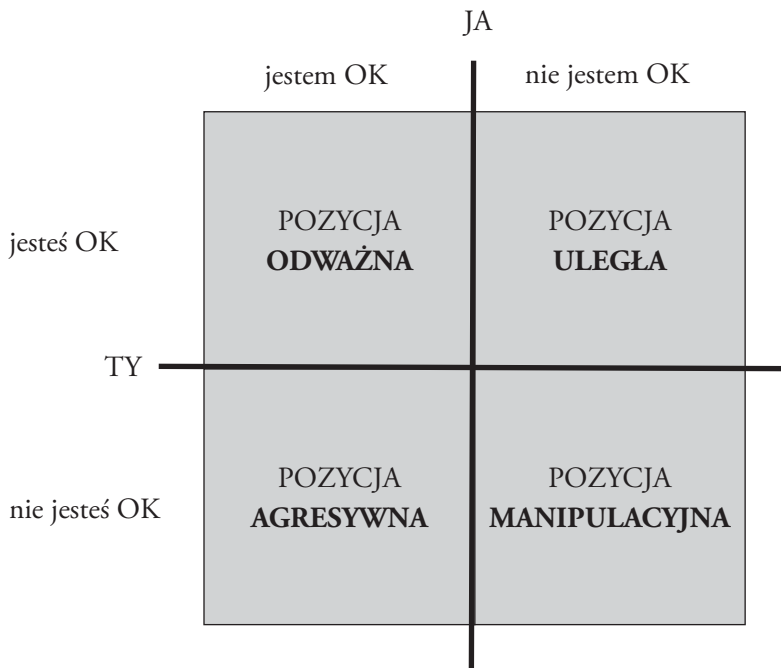 JA
jestem OK
nie jestem OK
jesteś OK
POZYCJA
ODWAŻNA
POZYCJA
ULEGŁA
TY
nie jesteś OK
POZYCJA
AGRESYWNA
POZYCJA
MANIPULACYJNA